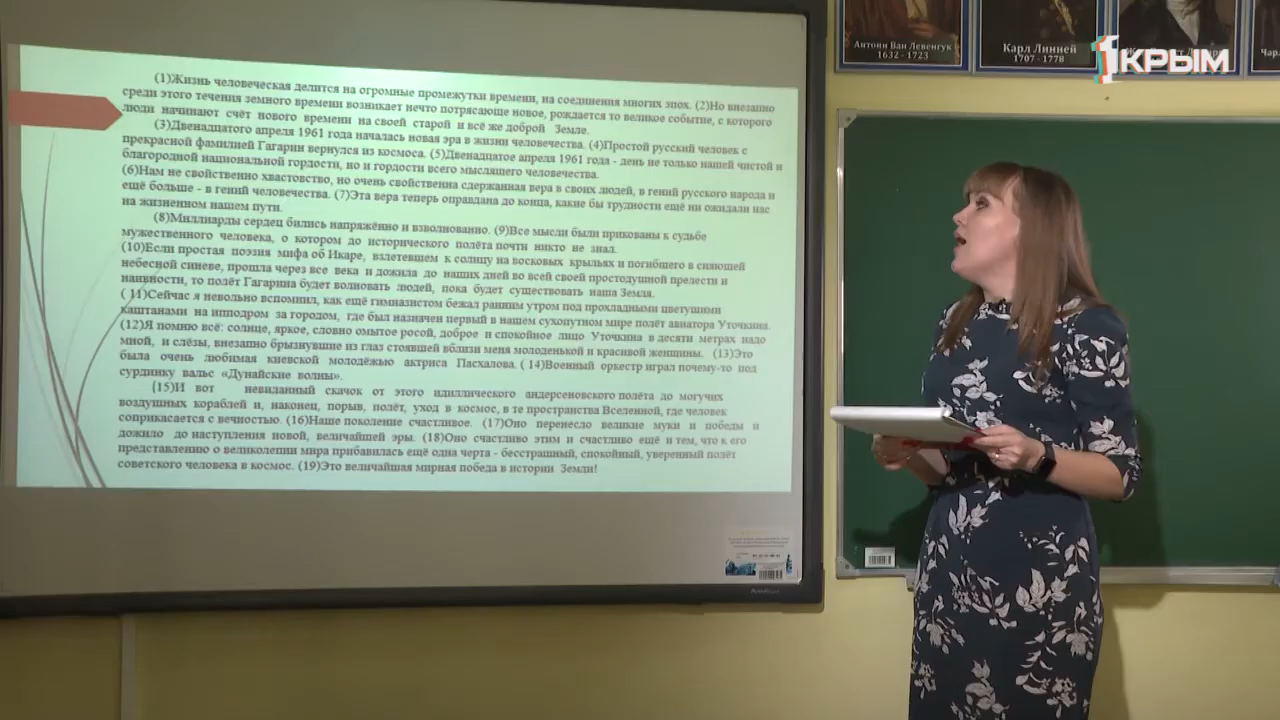 (1)Жизнь человеческая делится на огромные промежутки времени, на соединения многих эпох. (2)Но внезапно
среди этого течения земного времени возникает нечто потрясающе новое, рождается то великое событие, с которого
люди начинают счёт нового времени на своей старой и всё же доброй Земле.
(3)Двенадцатого апреля 1961 года началась новая эра в жизни человечества. (4)Простой русский человек с
прекрасной фамилией Гагарин вернулся из космоса. (5)Двенадцатое апреля 1961 года - день не только нашей чистой и
благородной национальной гордости, но и гордости всего мыслящего человечества.
(6)Нам не свойственно хвастовство, но очень свойственна сдержанная вера в своих людей, в гений русского народа и
ещё больше - в гений человечества. (7)Эта вера теперь оправдана до конца, какие бы трудности ещё ни ожидали нас
на жизненном нашем пути.
(8)Миллиарды сердец бились напряжённо и взволнованно. (9)Все мысли были прикованы к судьбе
мужественного человека, о котором до исторического полёта почти никто не знал.
(10)Если простая поэзия мифа об Икаре, взлетевшем к солнцу на восковых крыльях и погибшего в сияющей
небесной синеве, прошла через все века и дожила до наших дней во всей своей простодушной прелести и
наивности, то полёт Гагарина будет волновать людей, пока будет существовать наша Земля.
( 11)Сейчас я невольно вспомнил, как ещё гимназистом бежал ранним утром под прохладными цветущими
каштанами на ипподром за городом, где был назначен первый в нашем сухопутном мире полёт авиатора Уточкина.
(12)Я помню всё: солнце, яркое, словно омытое росой, доброе и спокойное лицо Уточкина в десяти метрах надо
мной, и слёзы, внезапно брызнувшие из глаз стоявшей вблизи меня молоденькой и красивой женщины. (13)Это
была очень любимая киевской молодёжью актриса Пасхалова. ( 14)Военный оркестр играл почему-то под
сурдинку вальс «Дунайские волны».
(15)И вот невиданный скачок от этого идиллического андерсеновского полёта до могучих
воздушных кораблей и, наконец, порыв, полёт, уход в космос, в те пространства Вселенной, где человек
соприкасается с вечностью. (16)Наше поколение счастливое. (17)Оно перенесло великие муки и победы и
дожило до наступления новой, величайшей эры. (18)Оно счастливо этим и счастливо ещё и тем, что к его
представлению о великолепии мира прибавилась ещё одна черта - бесстрашный, спокойный, уверенный полёт
советского человека в космос. (19)Это величайшая мирная победа в истории Земли!
Антони Ван Левенгук
1632 - 1723
Карл Линней
1707 - 1778
1КРЫМ